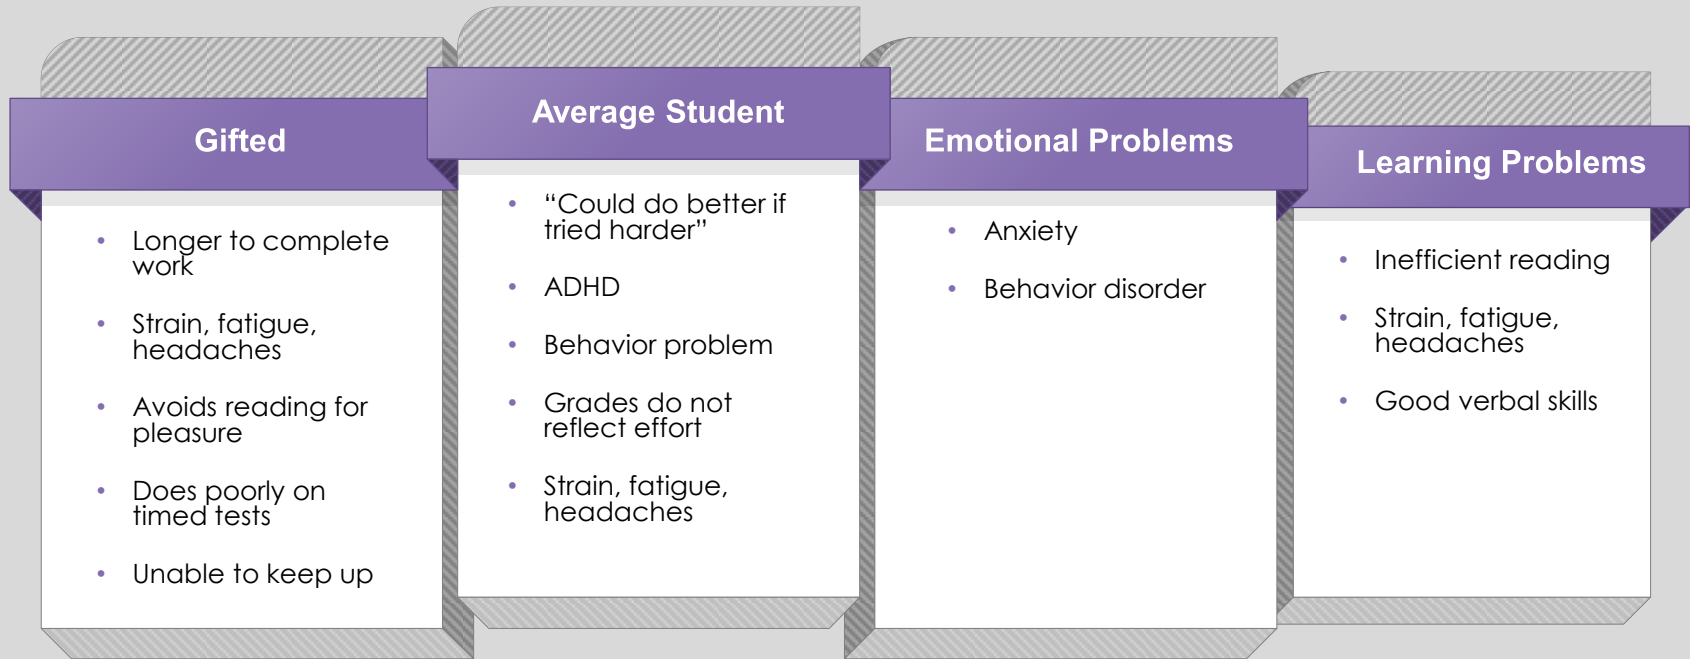 Gifted
• Longer to complete
work
• Strain, fatigue,
headaches
• Avoids reading for
pleasure
• Does poorly on
timed tests
• Unable to keep up
Average Student
• “Could do better if
tried harder”
• ADHD
• Behavior problem
• Grades do not
reflect effort
• Strain, fatigue,
headaches
Emotional Problems
• Anxiety
• Behavior disorder
Learning Problems
• Inefficient reading
• Strain, fatigue,
headaches
• Good verbal skills